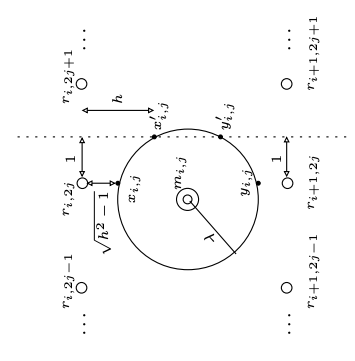 r_{i,2j-1}
r_{i,2j}
r_{i,2j+1}
1
h
\sqrt{h^2-1}
x_{i,j}
x'_{i,j}
m_{i,j}
λ
y_{i,j}
y'_{i,j}
1
r_{i+1,2j-1}
r_{i+1,2j}
r_{i+1,2j+1}